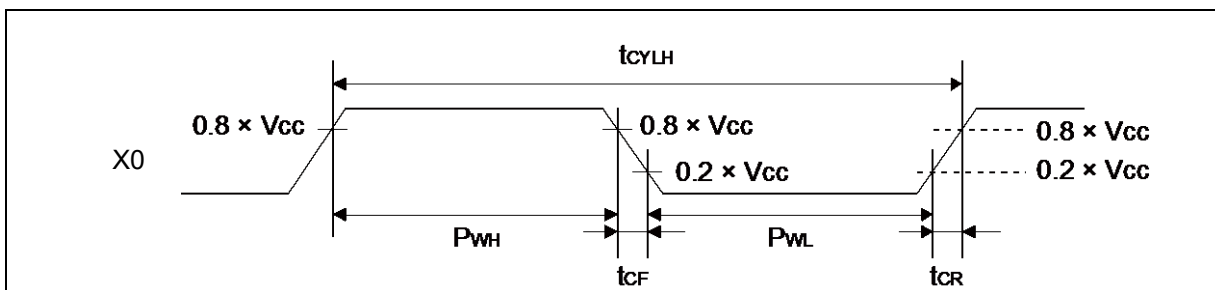 tCYLH
0.8 × VCC
0.8 × VCC
0.8 × VCC
X0
0.2 × VCC
0.2 × VCC
PWH
PWL
tCF
tCR